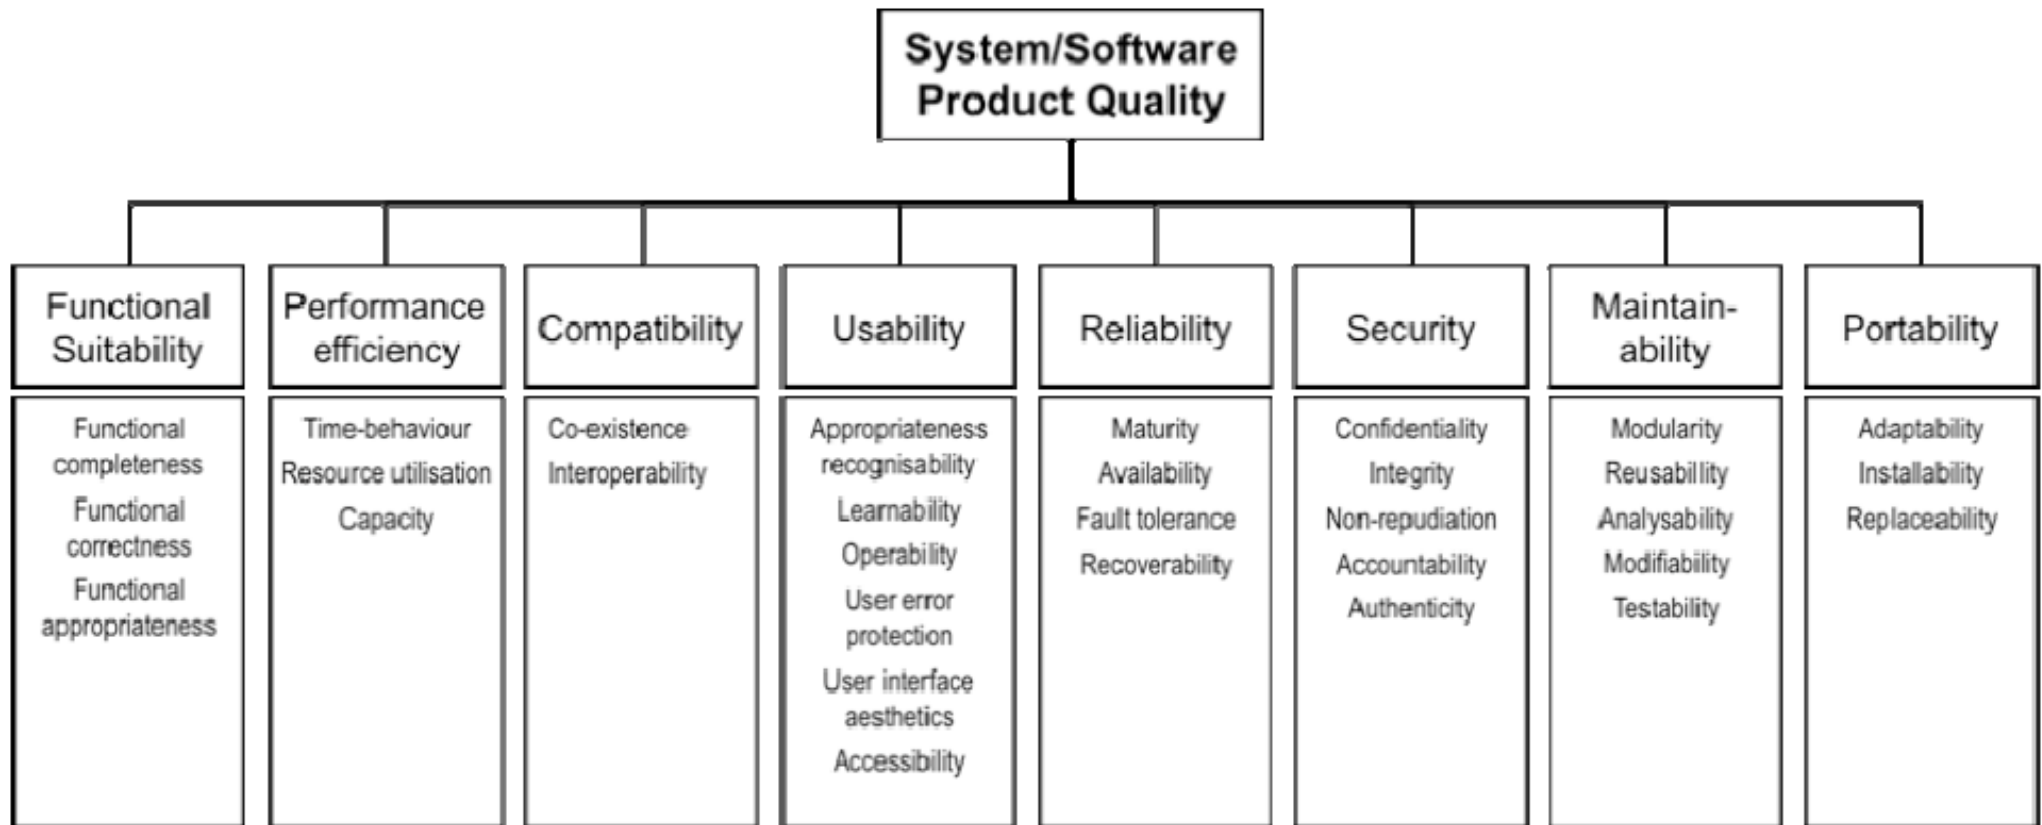 System/Software
Product Quality
Functional
Suitability
Functional
completeness
Functional
correctness
Functional
appropriateness
Performance
efficiency
Time-behaviour
Resource utilisation
Capacity
Compatibility
Co-existence
Interoperability
Usability
Appropriateness
recognisability
Learnability
Operability
User error
protection
User interface
aesthetics
Accessibility
Reliability
Maturity
Availability
Fault tolerance
Recoverability
Security
Confidentiality
Integrity
Non-repudiation
Accountability
Authenticity
Maintain-
ability
Modularity
Reusability
Analysability
Modifiability
Testability
Portability
Adaptability
Installability
Replaceability